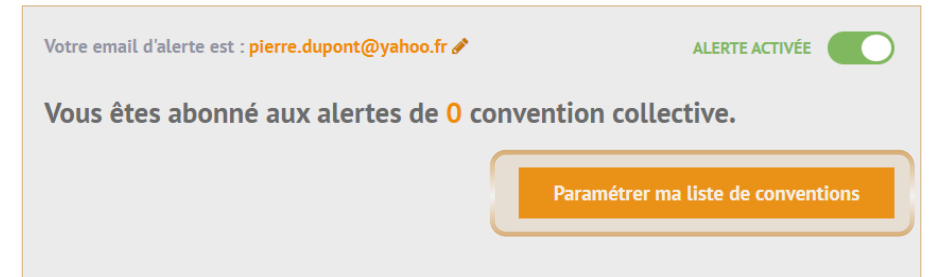 Votre email d'alerte est : pierre.dupont@yahoo.fr
ALERTE ACTIVÉE
Vous êtes abonné aux alertes de 0 convention collective.
Paramétrer ma liste de conventions